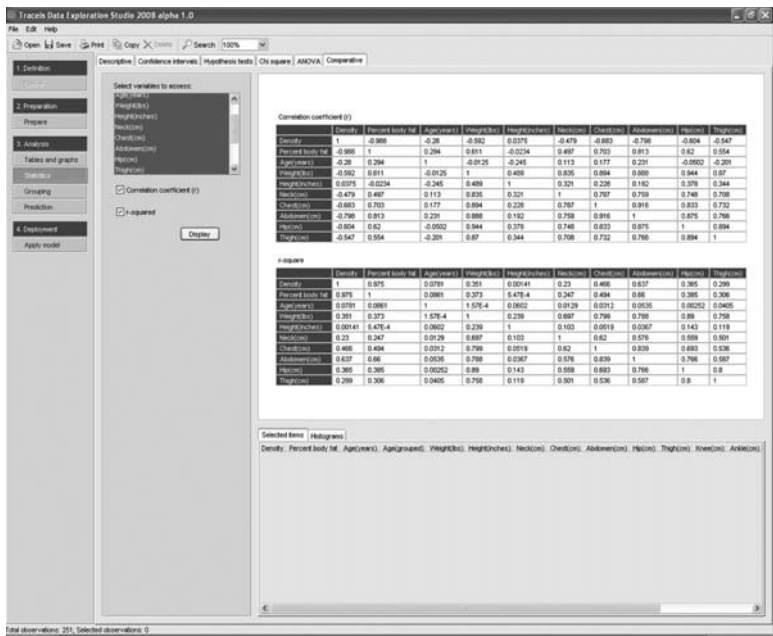 Traceis Data Exploration Studio 2008 alpha 1.0
File Edit Help
Open Save Print Copy Delete Search 100%
1. Definition
2. Preparation
Prepare
3. Analysis
Tables and graphs
Statistics
Grouping
Prediction
4. Deployment
Apply model
Descriptive Confidence intervals Hypothesis tests Chi square ANOVA Comparative
Select variables to assess:
Age(years)
Weight(lbs)
Height(inches)
Neck(cm)
Chest(cm)
Abdomen(cm)
Hip(cm)
Thigh(cm)
Correlation coefficient (r)
r-squared
Display
Correlation coefficient (r)
Density Percent body fat Age(years) Weight(lbs) Height(inches) Neck(cm) Chest(cm) Abdomen(cm) Hip(cm) Thigh(cm)
Density 1 -0.988 -0.28 -0.592 0.0375 -0.479 -0.683 -0.798 -0.604 -0.547
Percent body fat -0.988 1 0.294 0.611 -0.0234 0.497 0.703 0.813 0.62 0.554
Age(years) -0.28 0.294 1 -0.0125 -0.245 0.113 0.177 0.231 -0.0502 -0.201
Weight(lbs) -0.592 0.611 -0.0125 1 0.489 0.835 0.894 0.888 0.944 0.87
Height(inches) 0.0375 -0.0234 -0.245 0.489 1 0.321 0.228 0.192 0.378 0.344
Neck(cm) -0.479 0.497 0.113 0.835 0.321 1 0.787 0.759 0.748 0.708
Chest(cm) -0.683 0.703 0.177 0.894 0.228 0.787 1 0.916 0.833 0.732
Abdomen(cm) -0.798 0.813 0.231 0.888 0.192 0.759 0.916 1 0.875 0.766
Hip(cm) -0.604 0.62 -0.0502 0.944 0.378 0.748 0.833 0.875 1 0.894
Thigh(cm) -0.547 0.554 -0.201 0.87 0.344 0.708 0.732 0.766 0.894 1
r-square
Density Percent body fat Age(years) Weight(lbs) Height(inches) Neck(cm) Chest(cm) Abdomen(cm) Hip(cm) Thigh(cm)
Density 1 0.975 0.0781 0.351 0.00141 0.23 0.466 0.637 0.365 0.299
Percent body fat 0.975 1 0.0861 0.373 5.47E-4 0.247 0.494 0.66 0.385 0.306
Age(years) 0.0781 0.0861 1 1.57E-4 0.0602 0.0129 0.0312 0.0535 0.00252 0.0405
Weight(lbs) 0.351 0.373 1.57E-4 1 0.239 0.697 0.799 0.788 0.89 0.758
Height(inches) 0.00141 5.47E-4 0.0602 0.239 1 0.103 0.0519 0.0367 0.143 0.119
Neck(cm) 0.23 0.247 0.0129 0.697 0.103 1 0.62 0.576 0.559 0.501
Chest(cm) 0.466 0.494 0.0312 0.799 0.0519 0.62 1 0.839 0.693 0.536
Abdomen(cm) 0.637 0.66 0.0535 0.788 0.0367 0.576 0.839 1 0.766 0.587
Hip(cm) 0.365 0.385 0.00252 0.89 0.143 0.559 0.693 0.766 1 0.8
Thigh(cm) 0.299 0.306 0.0405 0.758 0.119 0.501 0.536 0.587 0.8 1
Selected items Histograms
Density Percent body fat Age(years) Age(grouped) Weight(lbs) Height(inches) Neck(cm) Chest(cm) Abdomen(cm) Hip(cm) Thigh(cm) Knee(cm) Ankle(cm)
Total observations: 251, Selected observations: 0